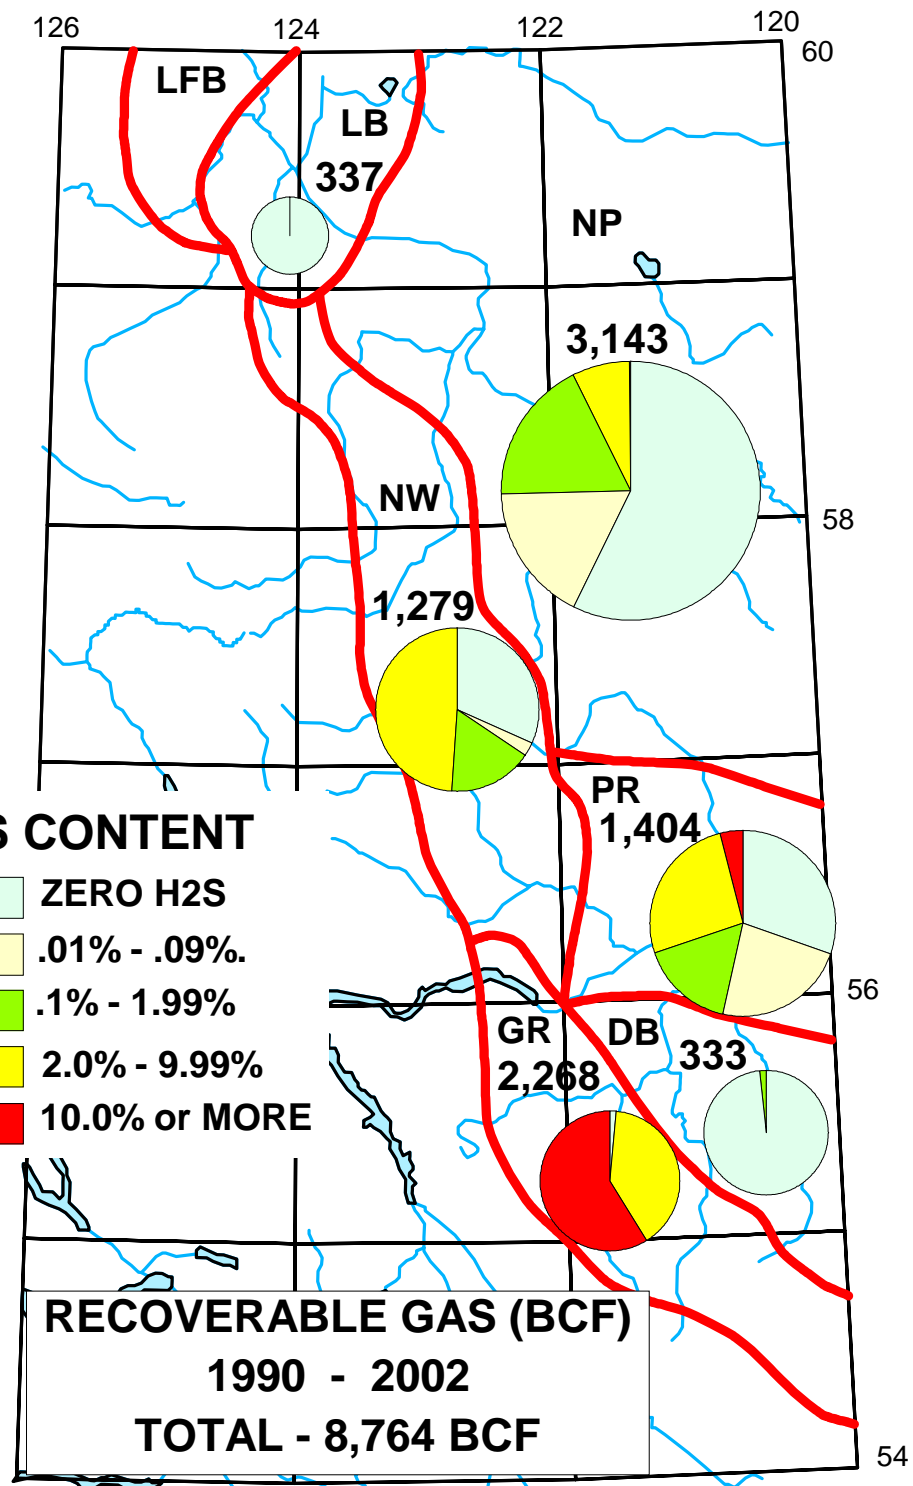 126 124 122 120
60
LFB
LB
337
NP
3,143
NW
58
1,279
PR
1,404
S CONTENT
ZERO H2S
.01% - .09%.
.1% - 1.99%
2.0% - 9.99%
10.0% or MORE
56
GR
2,268
DB
333
RECOVERABLE GAS (BCF)
1990 - 2002
TOTAL - 8,764 BCF
54